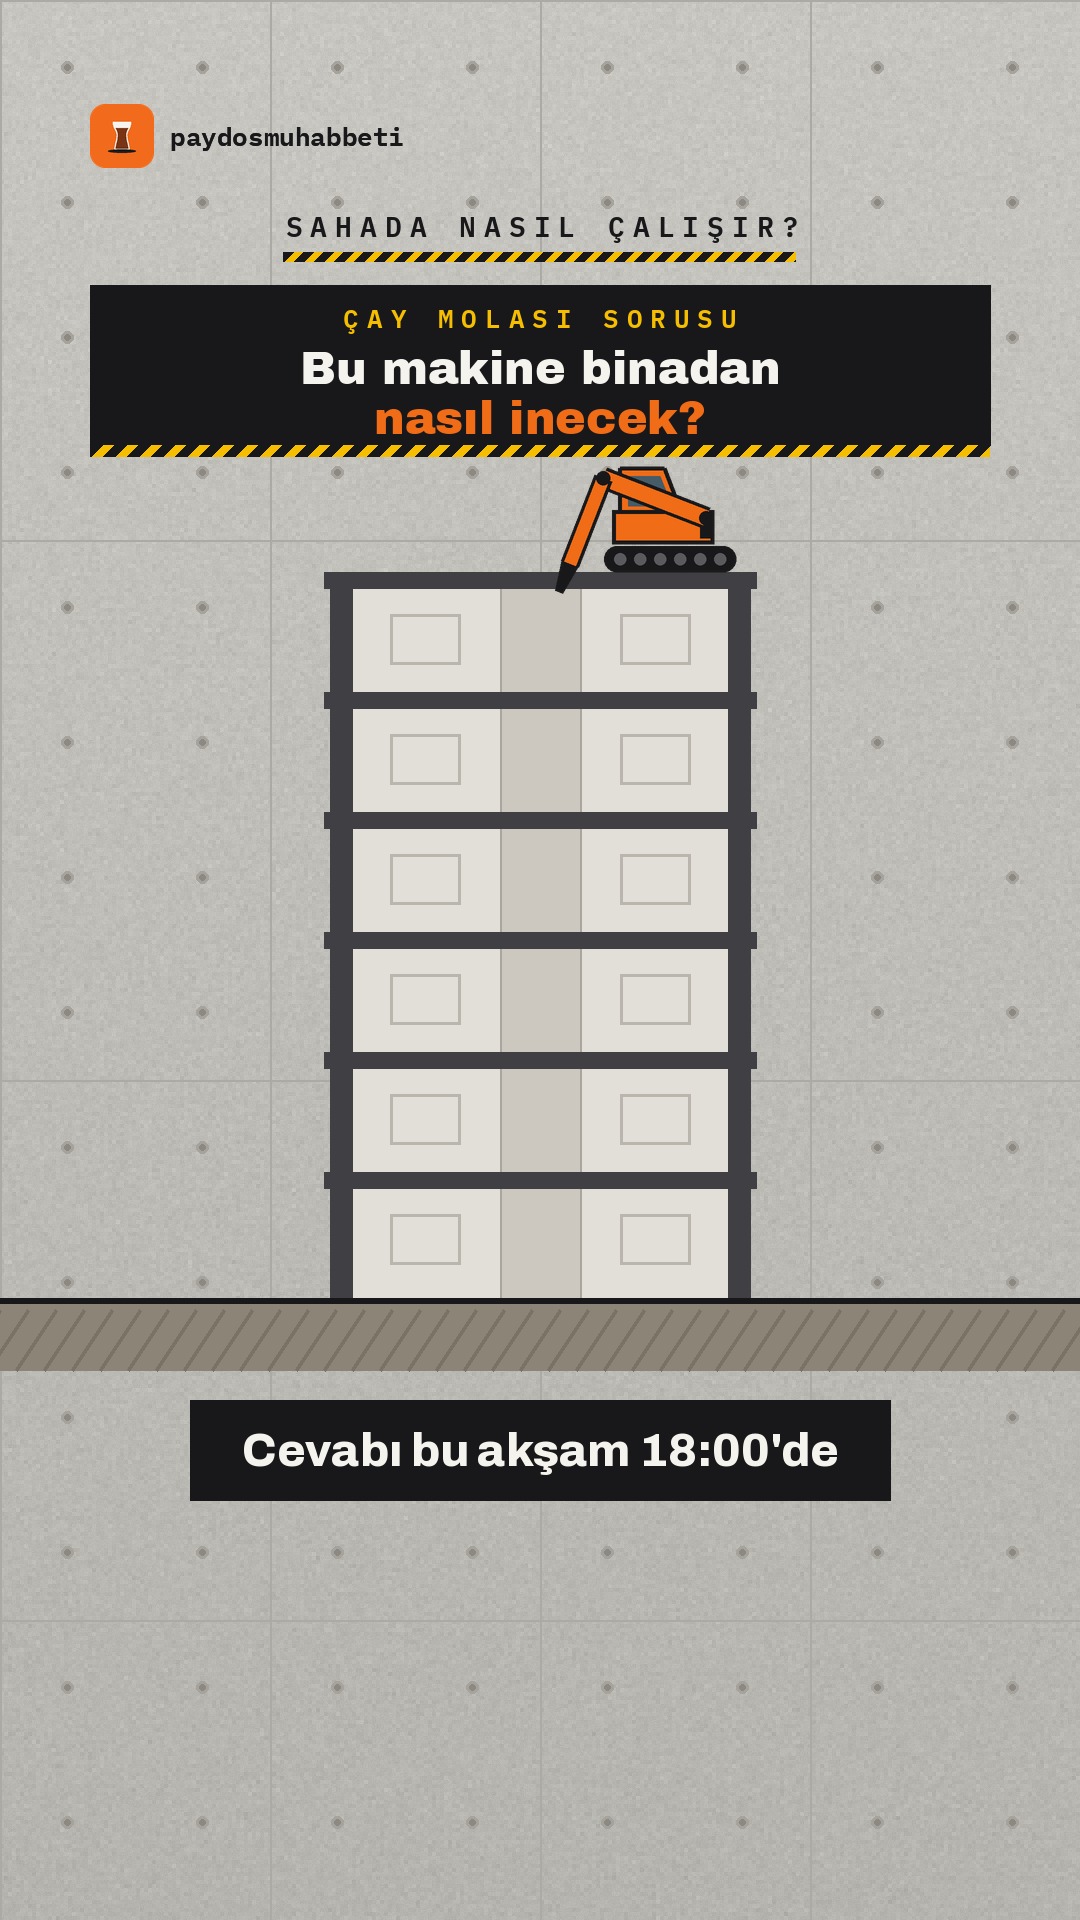 paydosmuhabbeti
SAHADA NASIL ÇALIŞIR?
ÇAY MOLASI SORUSU
Bu makine binadan
nasıl inecek?
Cevabı bu akşam 18:00'de